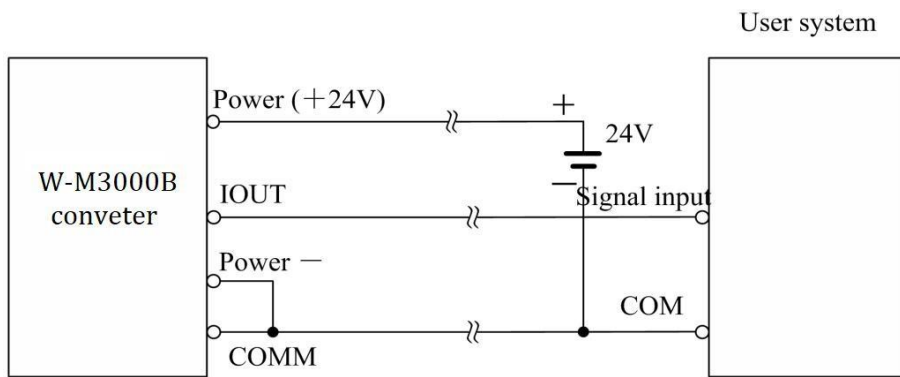 User system
Power (＋24V)
+
24V
W-M3000B
conveter
IOUT
－
Signal input
Power －
COM
COMM